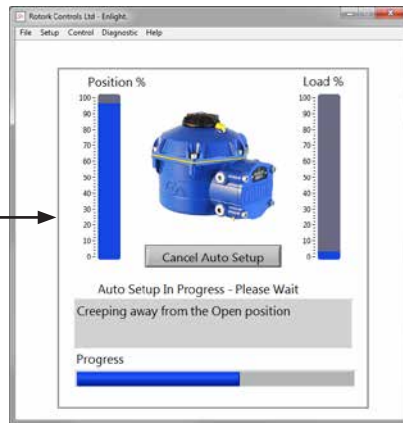 Rotork Controls Ltd - Enlight.
File Setup Control Diagnostic Help
Position %
Load %
100
90
80
70
60
50
40
30
20
10
0
100
90
80
70
60
50
40
30
20
10
0
Cancel Auto Setup
Auto Setup In Progress - Please Wait
Creeping away from the Open position
Progress